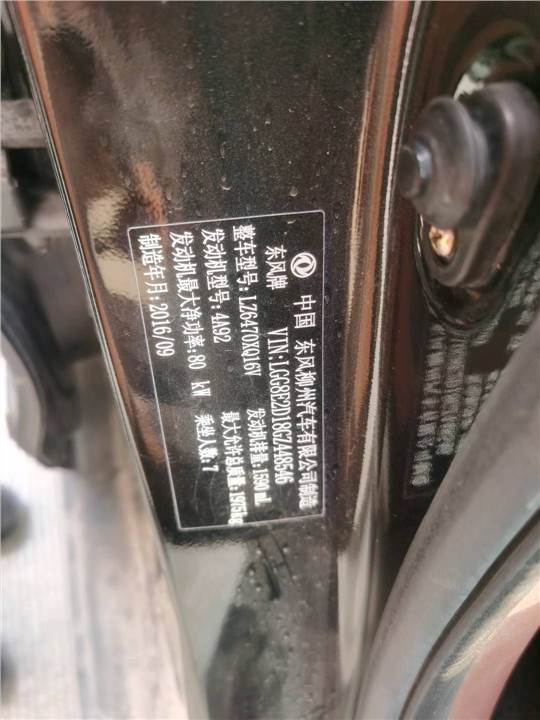 中国 东风柳州汽车有限公司制造
东风牌 VIN:LGG8E2D18GZ448546
整车型号:LZ6470XQ16V 发动机排量:1590mL
发动机型号:4A92 最大允许总质量:1975kg
发动机最大净功率:80 kW 乘坐人数:7
制造年月:2016/09